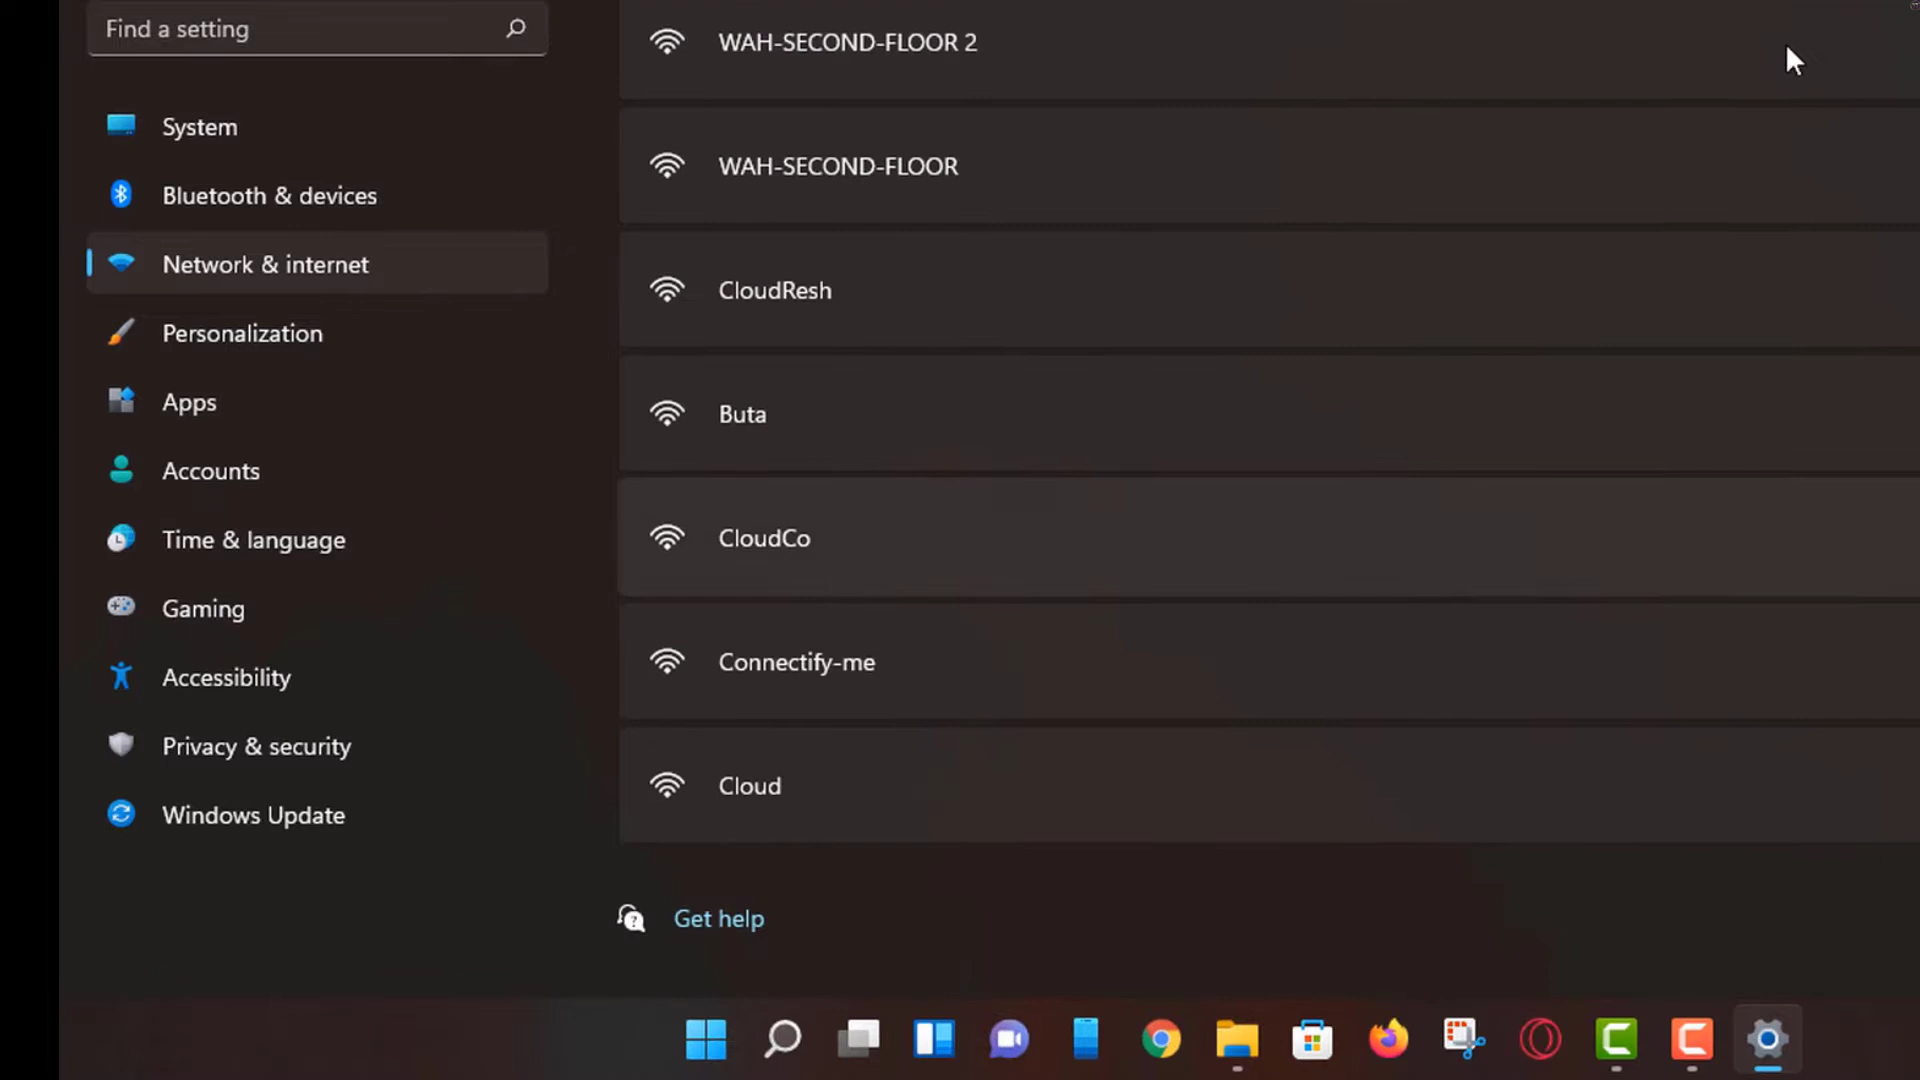 Find a setting
System
Bluetooth & devices
Network & internet
Personalization
Apps
Accounts
Time & language
Gaming
Accessibility
Privacy & security
Windows Update
WAH-SECOND-FLOOR 2
WAH-SECOND-FLOOR
CloudResh
Buta
CloudCo
Connectify-me
Cloud
Get help